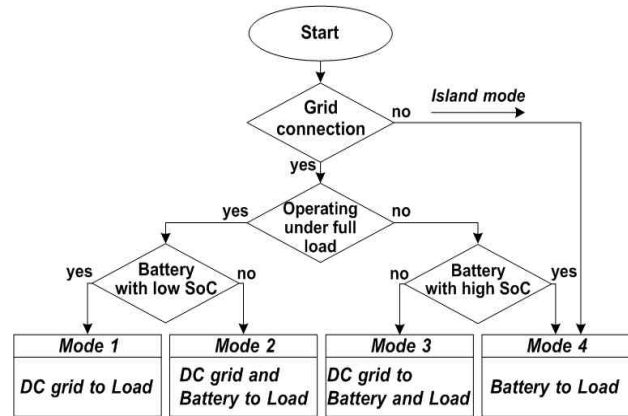 Start
Grid
connection
no
Island mode
yes
Operating
under full
load
yes
no
Battery
with low SoC
yes
no
Battery
with high SoC
no
yes
Mode 1
DC grid to Load
Mode 2
DC grid and
Battery to Load
Mode 3
DC grid to
Battery and Load
Mode 4
Battery to Load